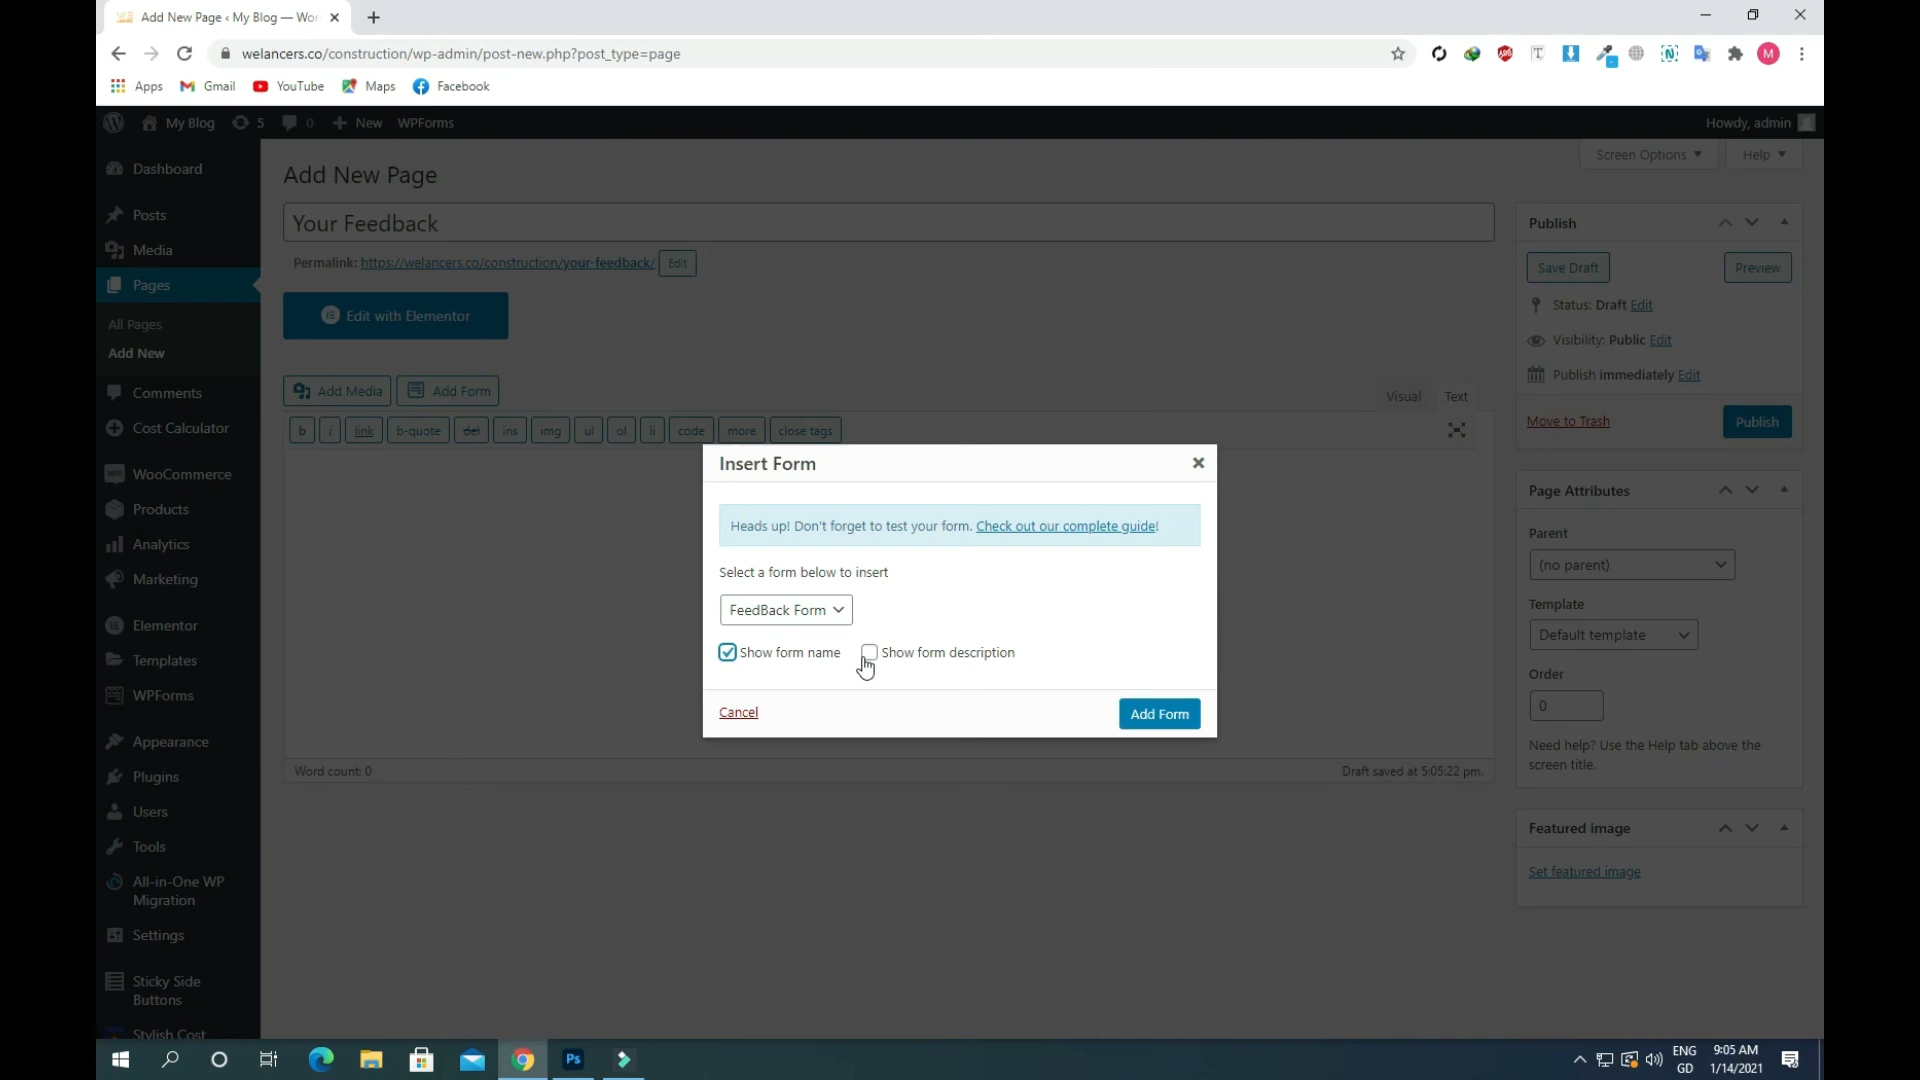 Add New Page ‹ My Blog — Wor
welancers.co/construction/wp-admin/post-new.php?post_type=page
M
Apps Gmail YouTube Maps Facebook
My Blog 5 0 New WPForms Howdy, admin
Dashboard
Posts
Media
Pages
All Pages
Add New
Comments
Cost Calculator
WooCommerce
Products
Analytics
Marketing
Elementor
Templates
WPForms
Appearance
Plugins
Users
Tools
All-in-One WP
Migration
Settings
Sticky Side
Buttons
Stylish Cost
Screen Options Help
Add New Page
Your Feedback
Permalink: https://welancers.co/construction/your-feedback/ Edit
Edit with Elementor
Add Media Add Form
Visual Text
b i link b-quote del ins img ul ol li code more close tags
Insert Form
Heads up! Don't forget to test your form. Check out our complete guide!
Select a form below to insert
FeedBack Form
Show form name Show form description
Cancel Add Form
Word count: 0 Draft saved at 5:05:22 pm.
Publish
Save Draft Preview
Status: Draft Edit
Visibility: Public Edit
Publish immediately Edit
Move to Trash Publish
Page Attributes
Parent
(no parent)
Template
Default template
Order
0
Need help? Use the Help tab above the
screen title.
Featured image
Set featured image
Ps
ENG
GD
9:05 AM
1/14/2021